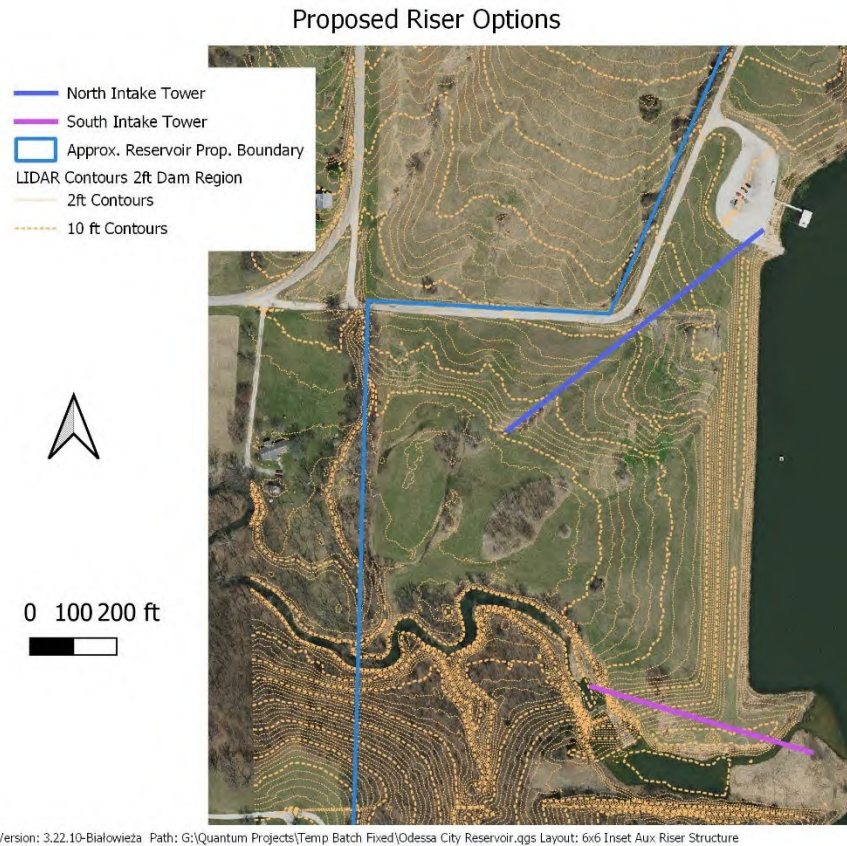 Proposed Riser Options
North Intake Tower
South Intake Tower
Approx. Reservoir Prop. Boundary
LIDAR Contours 2ft Dam Region
2ft Contours
10 ft Contours
0 100 200 ft
Version: 3.22.10-Białowieża Path: G:\Quantum Projects\Temp Batch Fixed\Odessa City Reservoir.qgs Layout: 6x6 Inset Aux Riser Structure